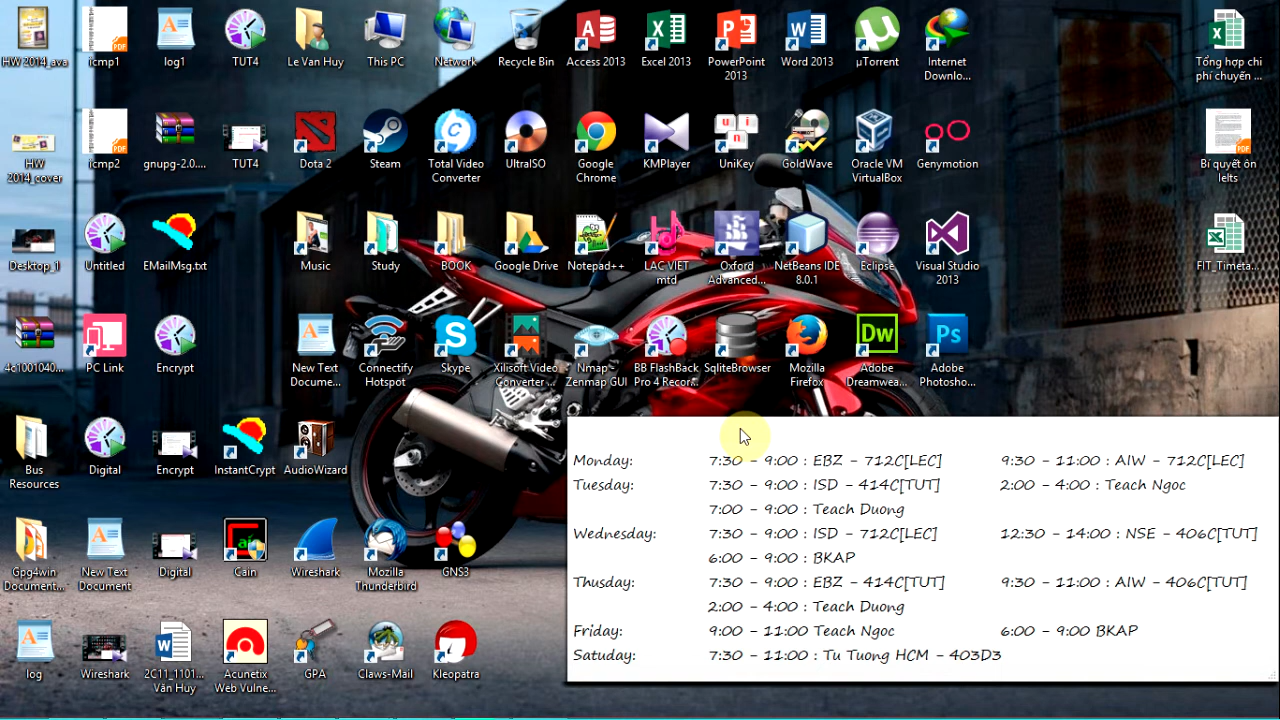 HW 2014_ava
icmp1
log1
TUT4
Le Van Huy
This PC
Network
Recycle Bin
Access 2013
Excel 2013
PowerPoint
2013
Word 2013
µTorrent
Internet
Downlo...
Tổng hợp chi
phí chuyến ...
HW
2014_cover
icmp2
gnupg-2.0....
TUT4
Dota 2
Steam
Total Video
Converter
UltraISO
Google
Chrome
KMPlayer
UniKey
GoldWave
Oracle VM
VirtualBox
Genymotion
Bí quyết ôn
Ielts
Desktop_1
Untitled
EMailMsg.txt
Music
Study
BOOK
Google Drive
Notepad++
LAC VIET
mtd
Oxford
Advanced...
NetBeans IDE
8.0.1
Eclipse
Visual Studio
2013
FIT_Timeta...
4c1001040...
PC Link
Encrypt
New Text
Docume...
Connectify
Hotspot
Skype
Xilisoft Video
Converter ...
Nmap -
Zenmap GUI
BB FlashBack
Pro 4 Recor...
SqliteBrowser
Mozilla
Firefox
Adobe
Dreamwea...
Adobe
Photosho...
Bus
Resources
Digital
Encrypt
InstantCrypt
AudioWizard
Gpg4win
Document...
New Text
Document
Digital
Cain
Wireshark
Mozilla
Thunderbird
GNS3
log
Wireshark
2C11_1101...
Văn Húy
Acunetix
Web Vulne...
GPA
Claws-Mail
Kleopatra
Monday: 7:30 - 9:00 : EBZ - 712C[LEC] 9:30 - 11:00 : AIW - 712C[LEC]
Tuesday: 7:30 - 9:00 : ISD - 414C[TUT] 2:00 - 4:00 : Teach Ngoc
7:00 - 9:00 : Teach Duong
Wednesday: 7:30 - 9:00 : ISD - 712C[LEC] 12:30 - 14:00 : NSE - 406C[TUT]
6:00 - 9:00 : BKAP
Thusday: 7:30 - 9:00 : EBZ - 414C[TUT] 9:30 - 11:00 : AIW - 406C[TUT]
2:00 - 4:00 : Teach Duong
Friday: 9:00 - 11:00 Teach Ngoc 6:00 - 9:00 BKAP
Satuday: 7:30 - 11:00 : Tu Tuong HCM - 403D3